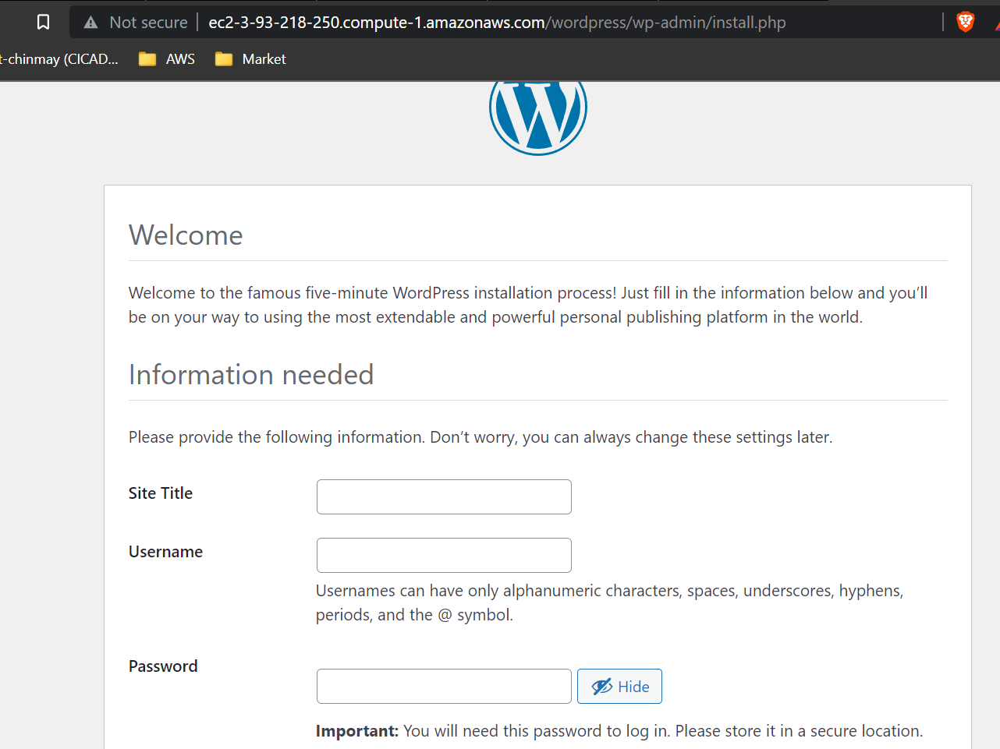 Not secure ec2-3-93-218-250.compute-1.amazonaws.com/wordpress/wp-admin/install.php
t-chinmay (CICAD... AWS Market
W
Welcome
Welcome to the famous five-minute WordPress installation process! Just fill in the information below and you’ll
be on your way to using the most extendable and powerful personal publishing platform in the world.
Information needed
Please provide the following information. Don’t worry, you can always change these settings later.
Site Title
Username
Usernames can have only alphanumeric characters, spaces, underscores, hyphens,
periods, and the @ symbol.
Password
Hide
Important: You will need this password to log in. Please store it in a secure location.